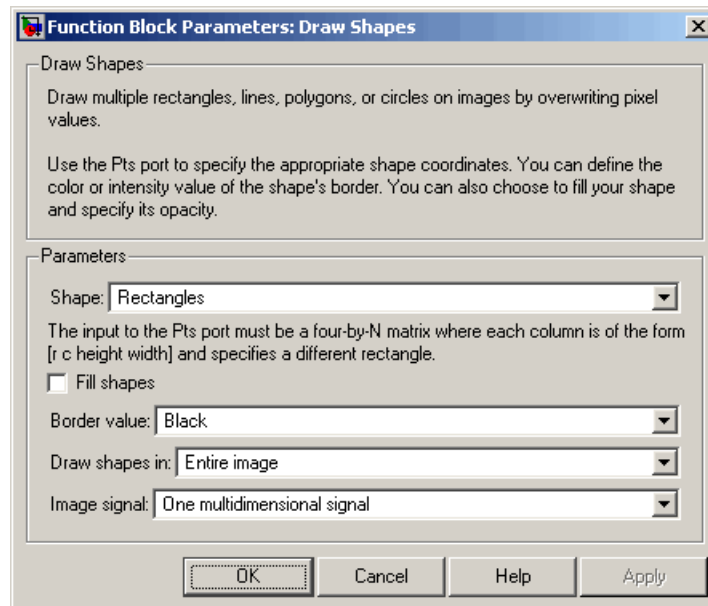 Function Block Parameters: Draw Shapes
Draw Shapes
Draw multiple rectangles, lines, polygons, or circles on images by overwriting pixel
values.
Use the Pts port to specify the appropriate shape coordinates. You can define the
color or intensity value of the shape's border. You can also choose to fill your shape
and specify its opacity.
Parameters
Shape: Rectangles
The input to the Pts port must be a four-by-N matrix where each column is of the form
[r c height width] and specifies a different rectangle.
Fill shapes
Border value: Black
Draw shapes in: Entire image
Image signal: One multidimensional signal
OK Cancel Help Apply